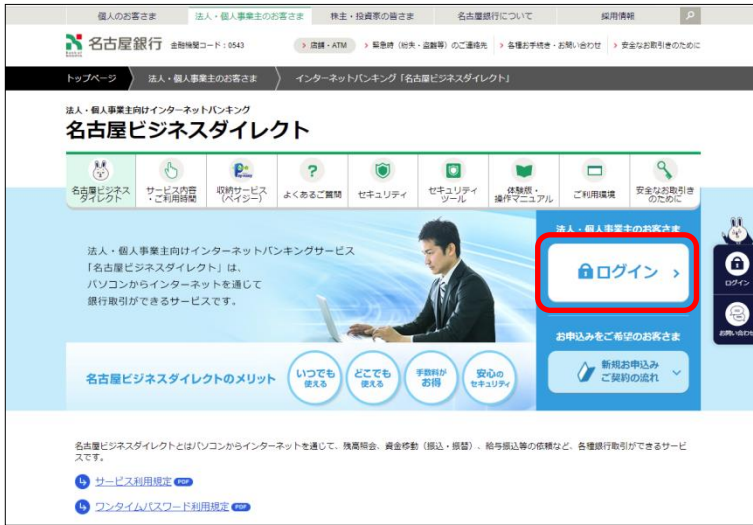 個人のお客さま 法人・個人事業主のお客さま 株主・投資家の皆さま 名古屋銀行について 採用情報
名古屋銀行 金融機関コード：0543 店舗・ATM 緊急時（紛失・盗難等）のご連絡先 各種お手続き・お問い合わせ 安全なお取引きのために
トップページ 法人・個人事業主のお客さま インターネットバンキング「名古屋ビジネスダイレクト」
法人・個人事業主向けインターネットバンキング
名古屋ビジネスダイレクト
名古屋ビジネス
ダイレクト
サービス内容
・ご利用時間
収納サービス
（ペイジー）
よくあるご質問
セキュリティ
セキュリティ
ツール
体験版・
操作マニュアル
ご利用環境
安全なお取引き
のために
法人・個人事業主向けインターネットバンキングサービス
「名古屋ビジネスダイレクト」は、
パソコンからインターネットを通じて
銀行取引ができるサービスです。
法人・個人事業主のお客さま
ログイン
お申込みをご希望のお客さま
新規お申込み
ご契約の流れ
ログイン
お問い合わせ
名古屋ビジネスダイレクトのメリット
いつでも
使える
どこでも
使える
手数料が
お得
安心の
セキュリティ
名古屋ビジネスダイレクトとはパソコンからインターネットを通じて、残高照会、資金移動（振込・振替）、給与振込等の依頼など、各種銀行取引ができるサービ
スです。
サービス利用規定 PDF
ワンタイムパスワード利用規定 PDF